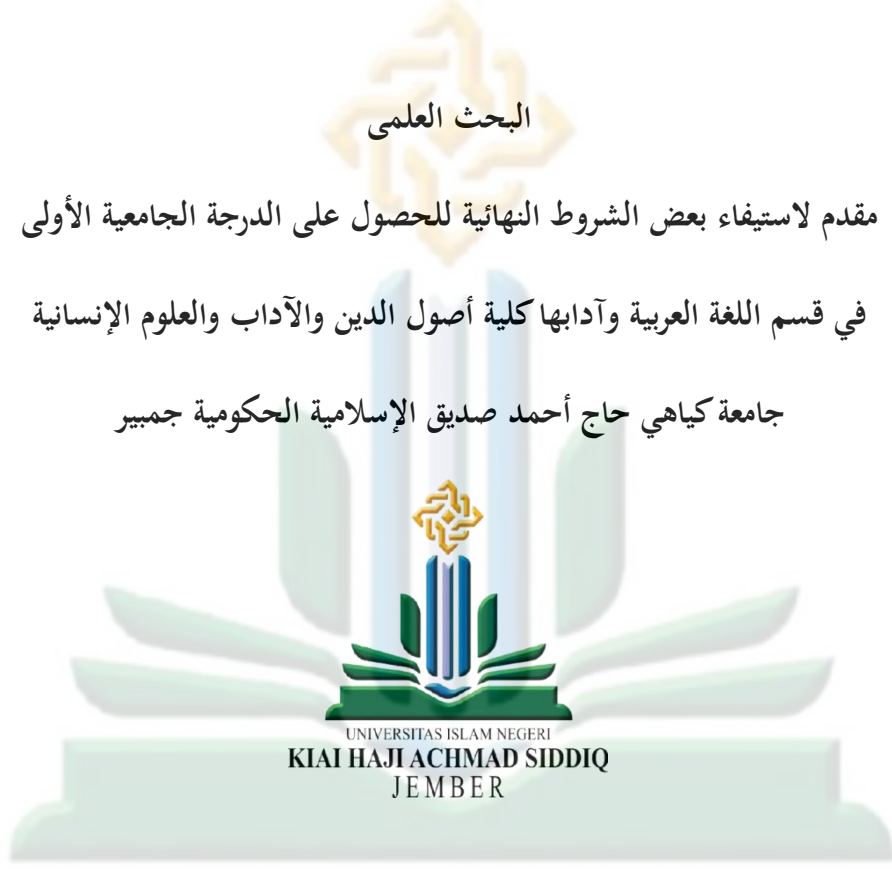 البحث العلمى
مقدم لاستيفاء بعض الشروط النهائية للحصول على الدرجة الجامعية الأولى
في قسم اللغة العربية وآدابها كلية أصول الدين والآداب والعلوم الإنسانية
جامعة كياهي حاج أحمد صديق الإسلامية الحكومية جمبير
UNIVERSITAS ISLAM NEGERI
KIAI HAJI ACHMAD SIDDIQ
JEMBER